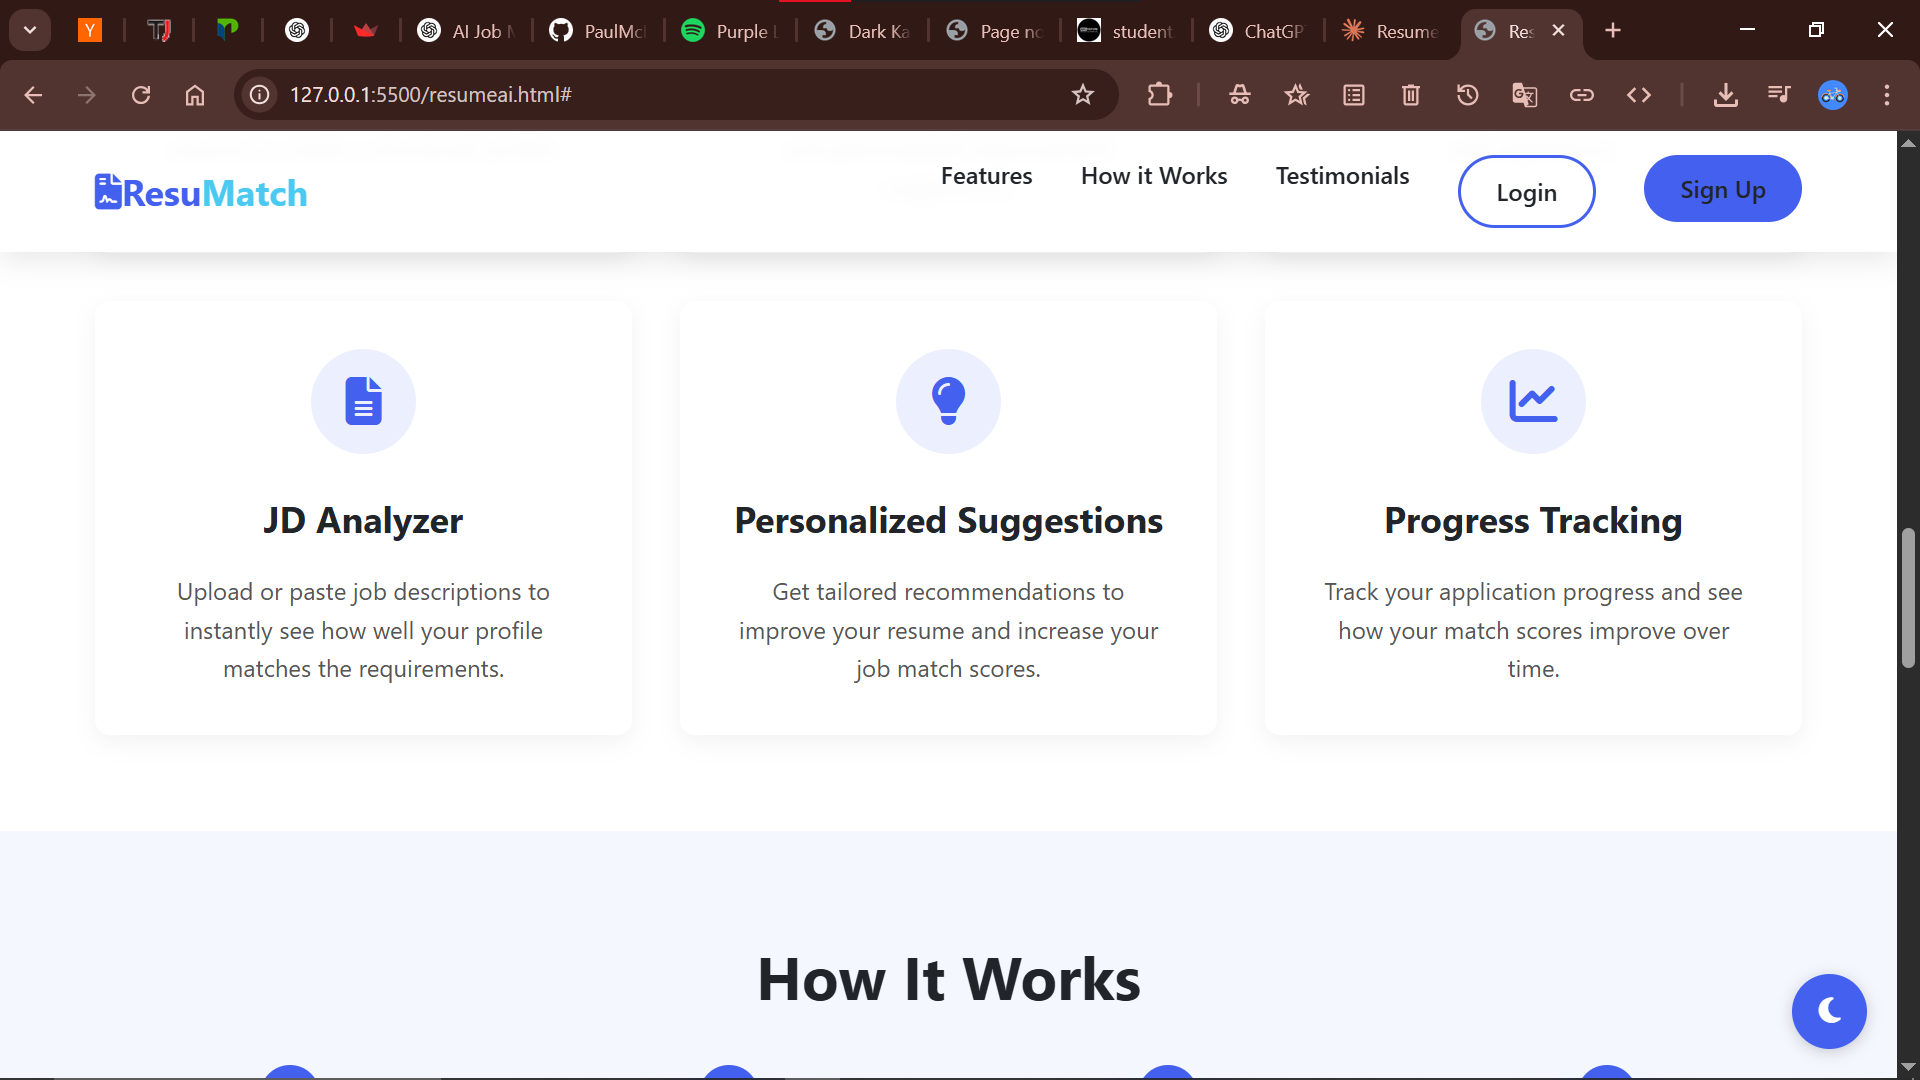 Y
TJ
AI Job
PaulMc
Purple
Dark Ka
Page no
student
ChatGP
Resume
Res
127.0.0.1:5500/resumeai.html#
ResuMatch
Features
How it Works
Testimonials
Login
Sign Up
JD Analyzer
Upload or paste job descriptions to
instantly see how well your profile
matches the requirements.
Personalized Suggestions
Get tailored recommendations to
improve your resume and increase your
job match scores.
Progress Tracking
Track your application progress and see
how your match scores improve over
time.
How It Works